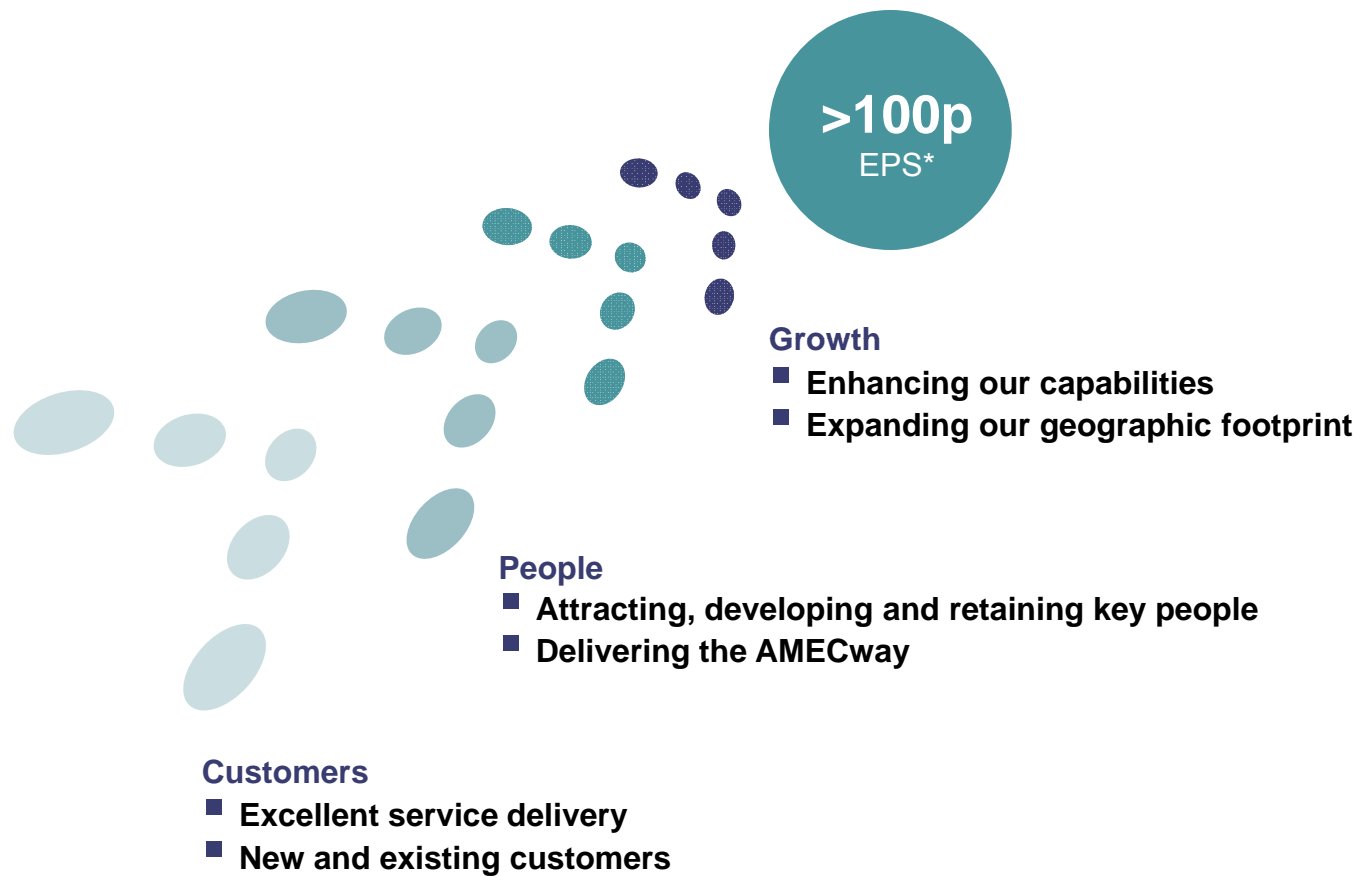 >100p
EPS*
Growth
Enhancing our capabilities
Expanding our geographic footprint
People
Attracting, developing and retaining key people
Delivering the AMECway
Customers
Excellent service delivery
New and existing customers